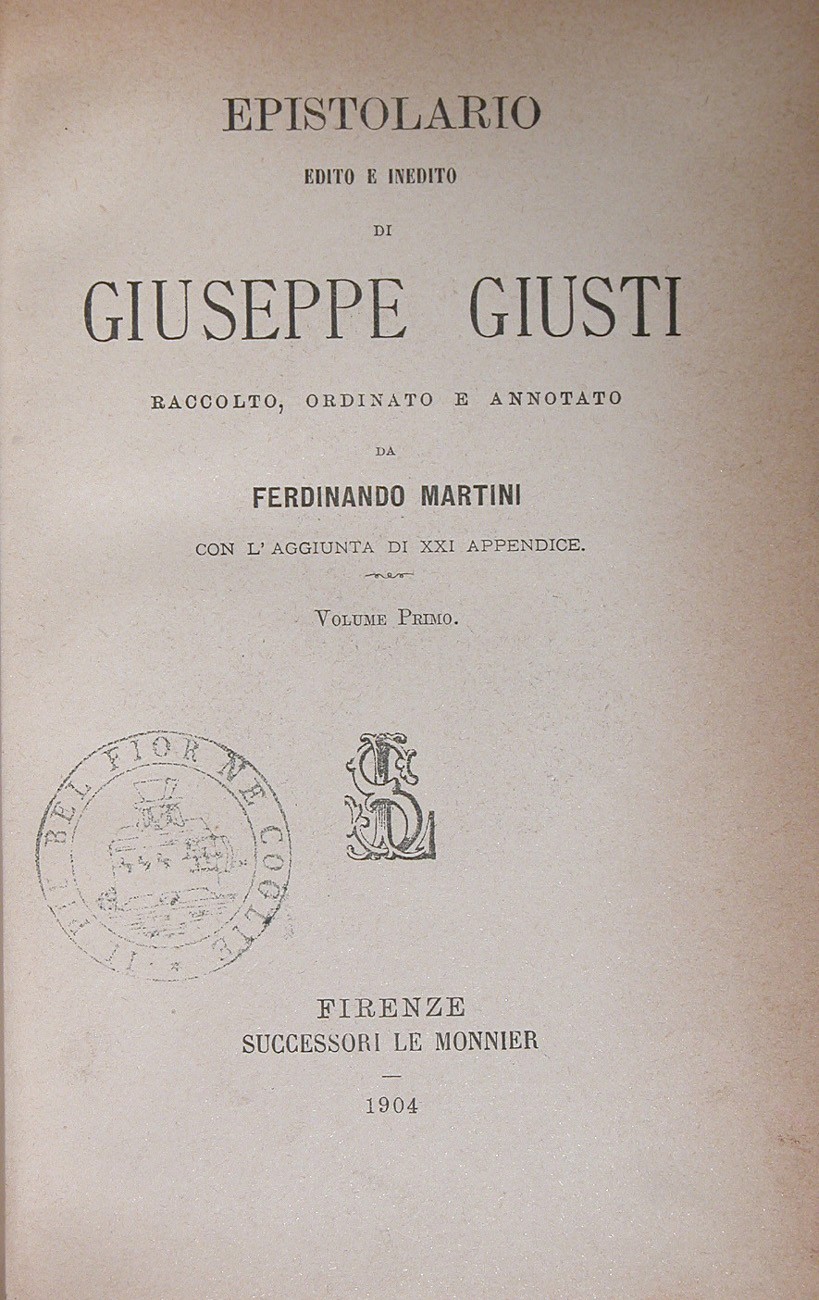 EPISTOLARIO
EDITO E INEDITO
DI
GIUSEPPE GIUSTI
RACCOLTO, ORDINATO E ANNOTATO
DA
FERDINANDO MARTINI
CON L' AGGIUNTA DI XXI APPENDICE.
VOLUME PRIMO.
IL PIÙ BEL FIOR NE COGLIE
SL
FIRENZE
SUCCESSORI LE MONNIER
1904